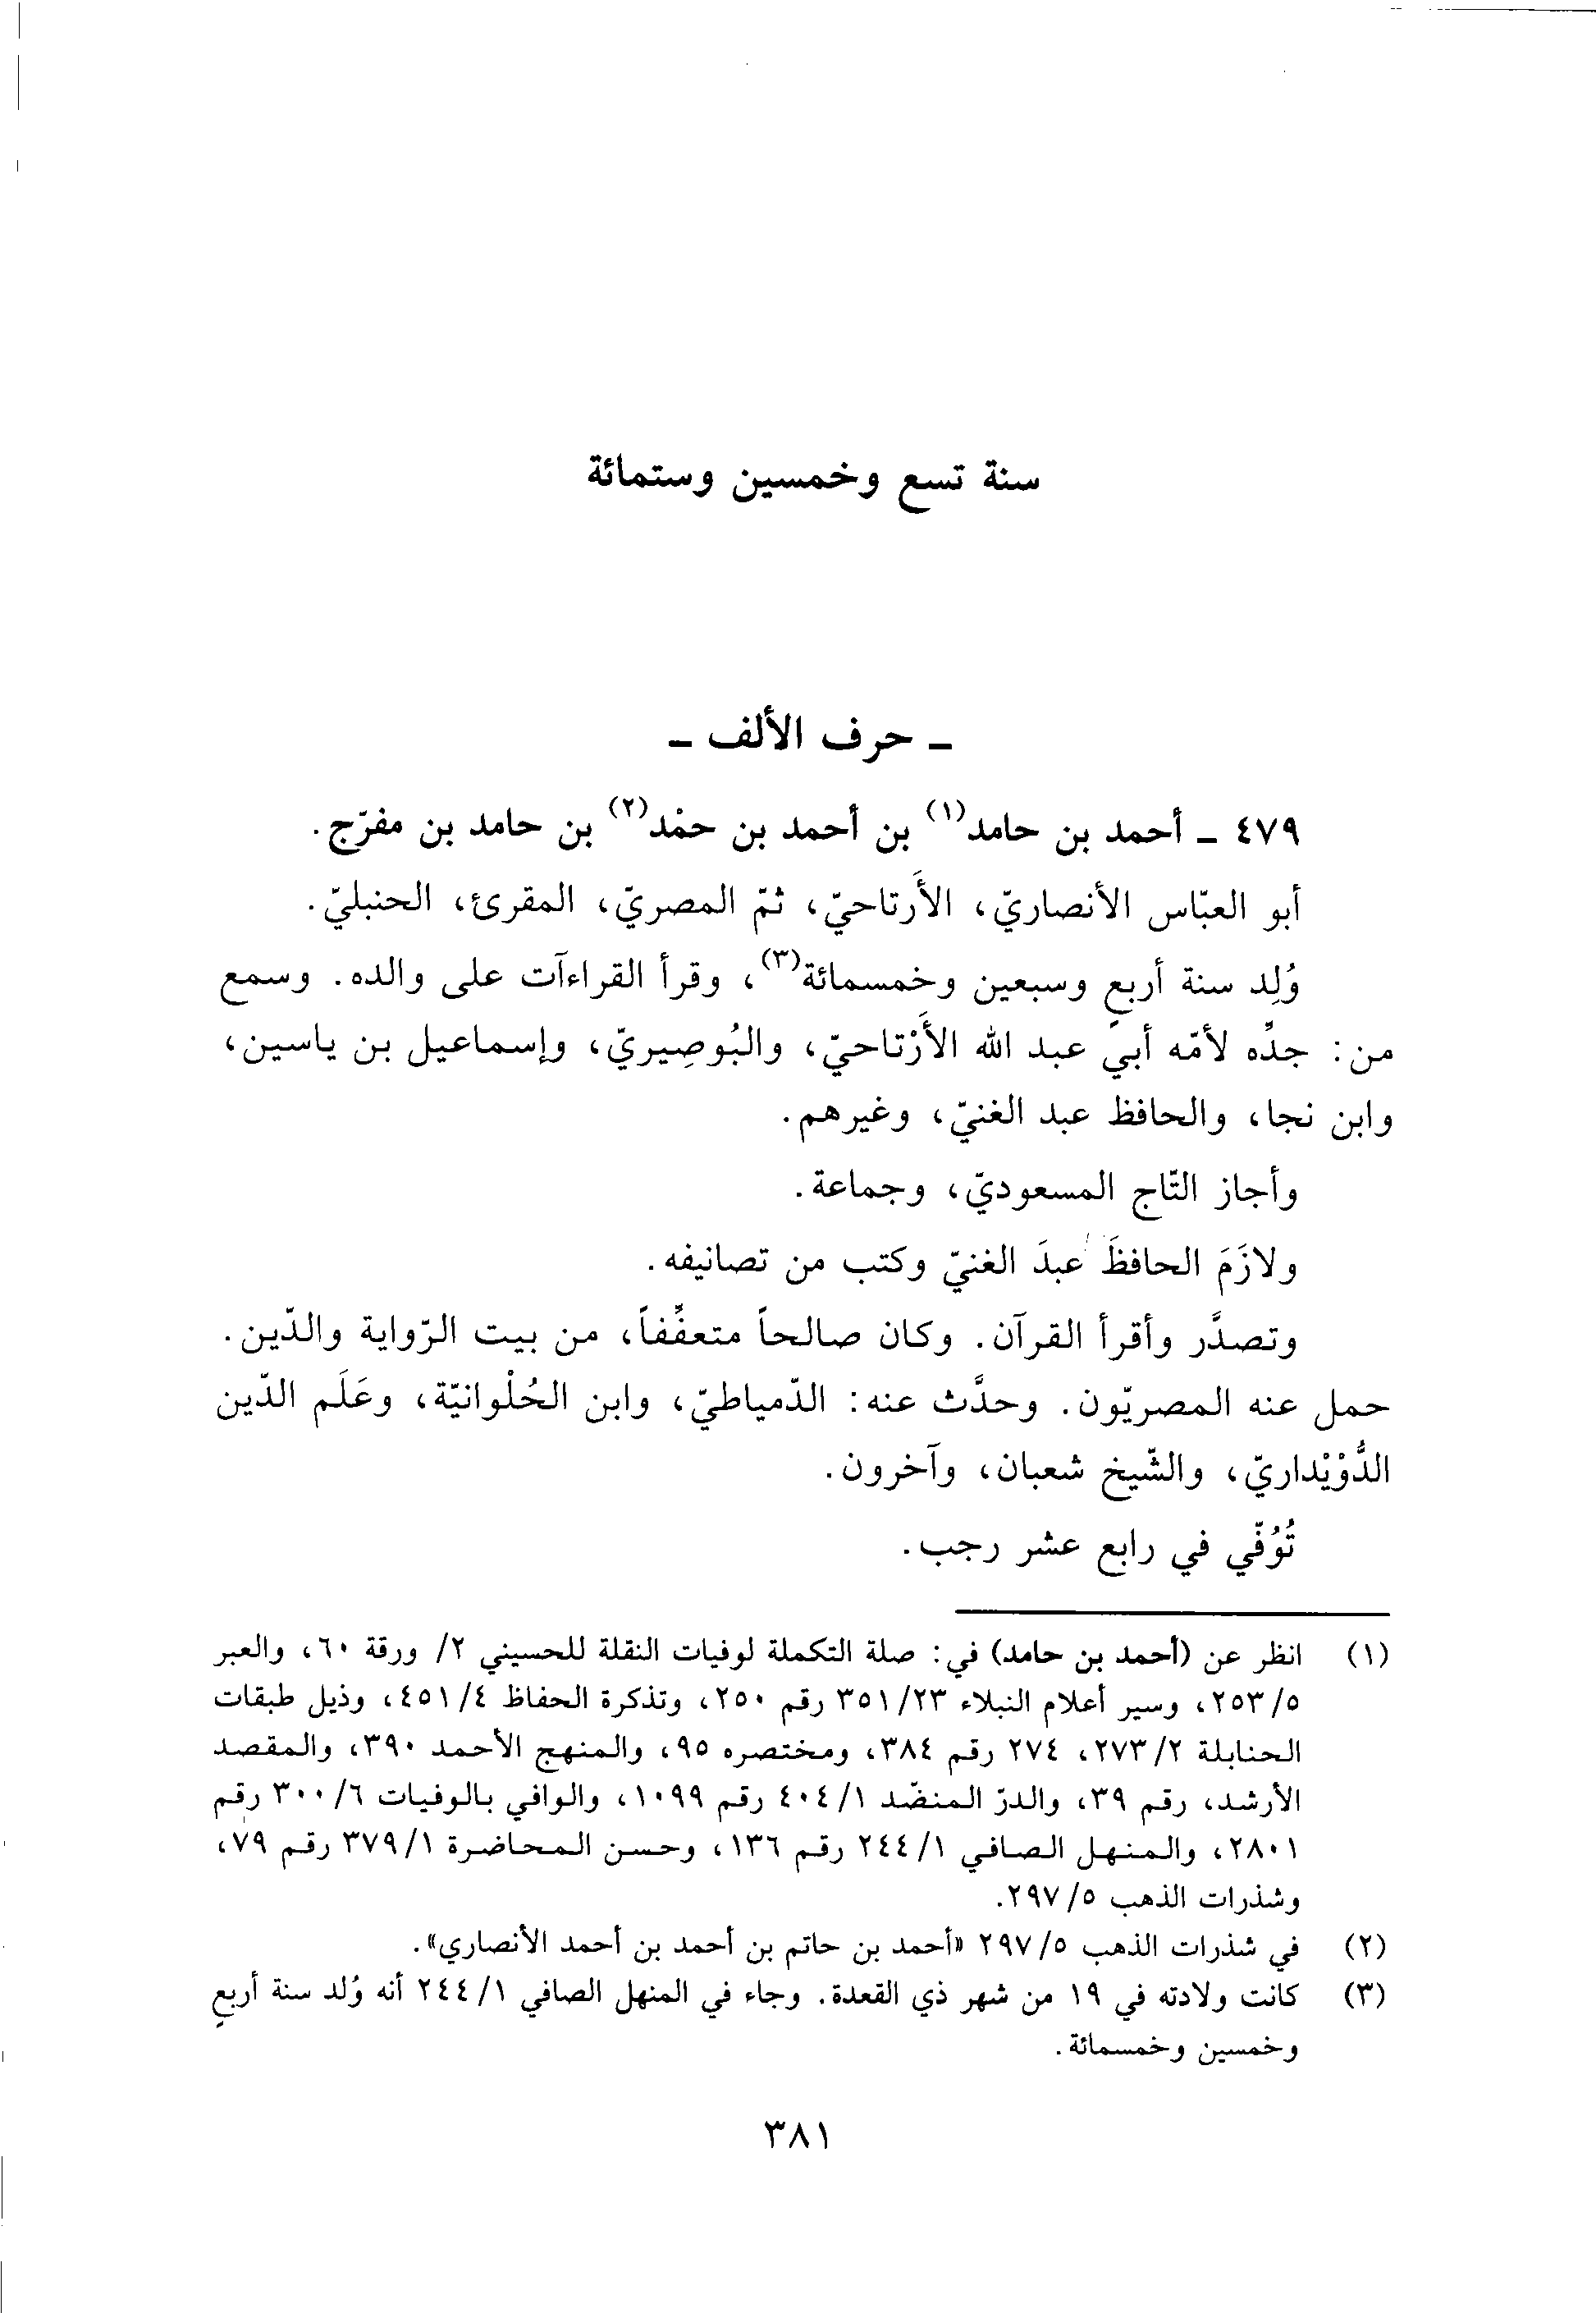 سنة تسع وخمسين وستمائة
ـ حرف الألف ـ
٤٧٩ ـ أحمد بن حامد(١) بن أحمد بن حمْد(٢) بن حامد بن مفرّج.
أبو العبّاس الأنصاريّ، الأَرتاحيّ، ثمّ المصريّ، المقرئ، الحنبليّ.
وُلِد سنة أربعٍ وسبعين وخمسمائة(٣)، وقرأ القراءآت على والده. وسمع
من: جدِّه لأمّه أبي عبد الله الأَرْتاحيّ، والبُوصِيريّ، وإسماعيل بن ياسين،
وابن نجا، والحافظ عبد الغنيّ، وغيرهم.
وأجاز التّاج المسعوديّ، وجماعة.
ولازَمَ الحافظَ عبدَ الغنيّ وكتب من تصانيفه.
وتصدَّر وأقرأ القرآن. وكان صالحاً متعفِّفاً، من بيت الرّواية والدّين.
حمل عنه المصريّون. وحدَّث عنه: الدّمياطيّ، وابن الحُلْوانيّة، وعَلَم الدّين
الدُّوْيْداريّ، والشّيخ شعبان، وآخرون.
تُوُفّي في رابع عشر رجب.
(١) انظر عن (أحمد بن حامد) في: صلة التكملة لوفيات النقلة للحسيني ٢/ ورقة ٦٠، والعبر
٥/ ٢٥٣، وسير أعلام النبلاء ٢٣/ ٣٥١ رقم ٢٥٠، وتذكرة الحفاظ ٤/ ٤٥١، وذيل طبقات
الحنابلة ٢/ ٢٧٣، ٢٧٤ رقم ٣٨٤، ومختصره ٩٥، والمنهج الأحمد ٣٩٠، والمقصد
الأرشد، رقم ٣٩، والدرّ المنضّد ١/ ٤٠٤ رقم ١٠٩٩، والوافي بالوفيات ٦/ ٣٠٠ رقم
٢٨٠١، والمنهل الصافي ١/ ٢٤٤ رقم ١٣٦، وحسن المحاضرة ١/ ٣٧٩ رقم ٧٩،
وشذرات الذهب ٥/ ٢٩٧.
(٢) في شذرات الذهب ٥/ ٢٩٧ «أحمد بن حاتم بن أحمد بن أحمد الأنصاري».
(٣) كانت ولادته في ١٩ من شهر ذي القعدة. وجاء في المنهل الصافي ١/ ٢٤٤ أنه وُلد سنة أربعٍ
وخمسين وخمسمائة.
٣٨١